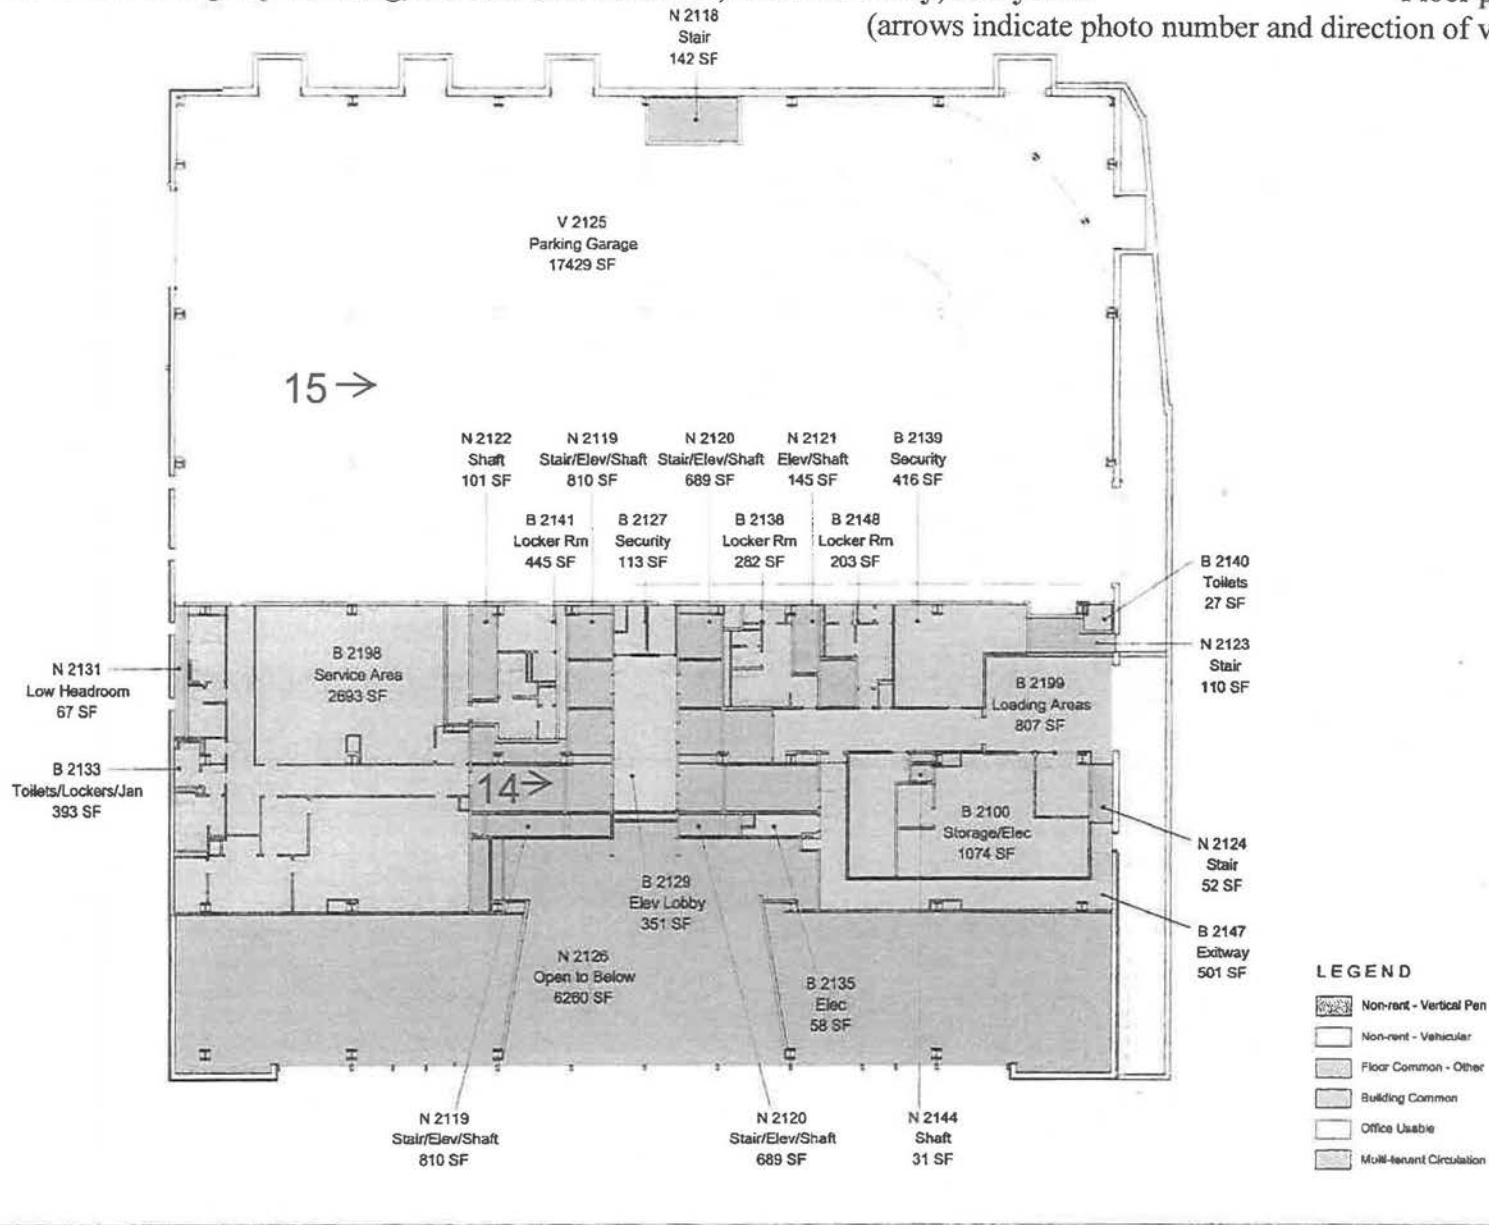 Floor p
(arrows indicate photo number and direction of v
N 2118
Stair
142 SF
V 2125
Parking Garage
17429 SF
15
N 2122
Shaft
101 SF
N 2119
Stair/Elev/Shaft
810 SF
N 2120
Stair/Elev/Shaft
689 SF
N 2121
Elev/Shaft
145 SF
B 2139
Security
416 SF
B 2141
Locker Rm
445 SF
B 2127
Security
113 SF
B 2138
Locker Rm
282 SF
B 2148
Locker Rm
203 SF
B 2140
Toilets
27 SF
N 2123
Stair
110 SF
N 2131
Low Headroom
67 SF
B 2198
Service Area
2693 SF
B 2199
Loading Areas
807 SF
B 2133
Toilets/Lockers/Jan
393 SF
14
B 2100
Storage/Elec
1074 SF
N 2124
Stair
52 SF
B 2129
Elev Lobby
351 SF
B 2147
Exitway
501 SF
N 2126
Open to Below
6260 SF
B 2135
Elec
58 SF
N 2119
Stair/Elev/Shaft
810 SF
N 2120
Stair/Elev/Shaft
689 SF
N 2144
Shaft
31 SF
LEGEND
Non-rent - Vertical Pen
Non-rent - Vehicular
Floor Common - Other
Building Common
Office Usable
Multi-tenant Circulation